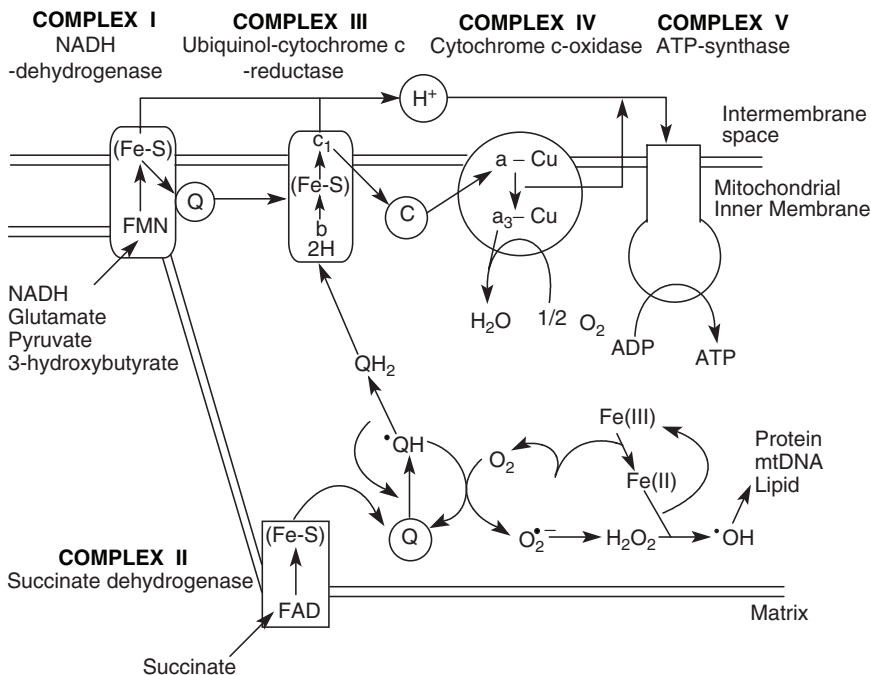 COMPLEX I
NADH
-dehydrogenase
COMPLEX III
Ubiquinol-cytochrome c
-reductase
COMPLEX IV
Cytochrome c-oxidase
COMPLEX V
ATP-synthase
H⁺
Intermembrane
space
Mitochondrial
Inner Membrane
(Fe-S)
FMN
Q
c₁
(Fe-S)
b
2H
C
a – Cu
a₃– Cu
H₂O
1/2 O₂
ADP
ATP
NADH
Glutamate
Pyruvate
3-hydroxybutyrate
QH₂
•QH
Q
O₂
O₂•–
Fe(III)
Fe(II)
H₂O₂
•OH
Protein
mtDNA
Lipid
COMPLEX II
Succinate dehydrogenase
(Fe-S)
FAD
Succinate
Matrix